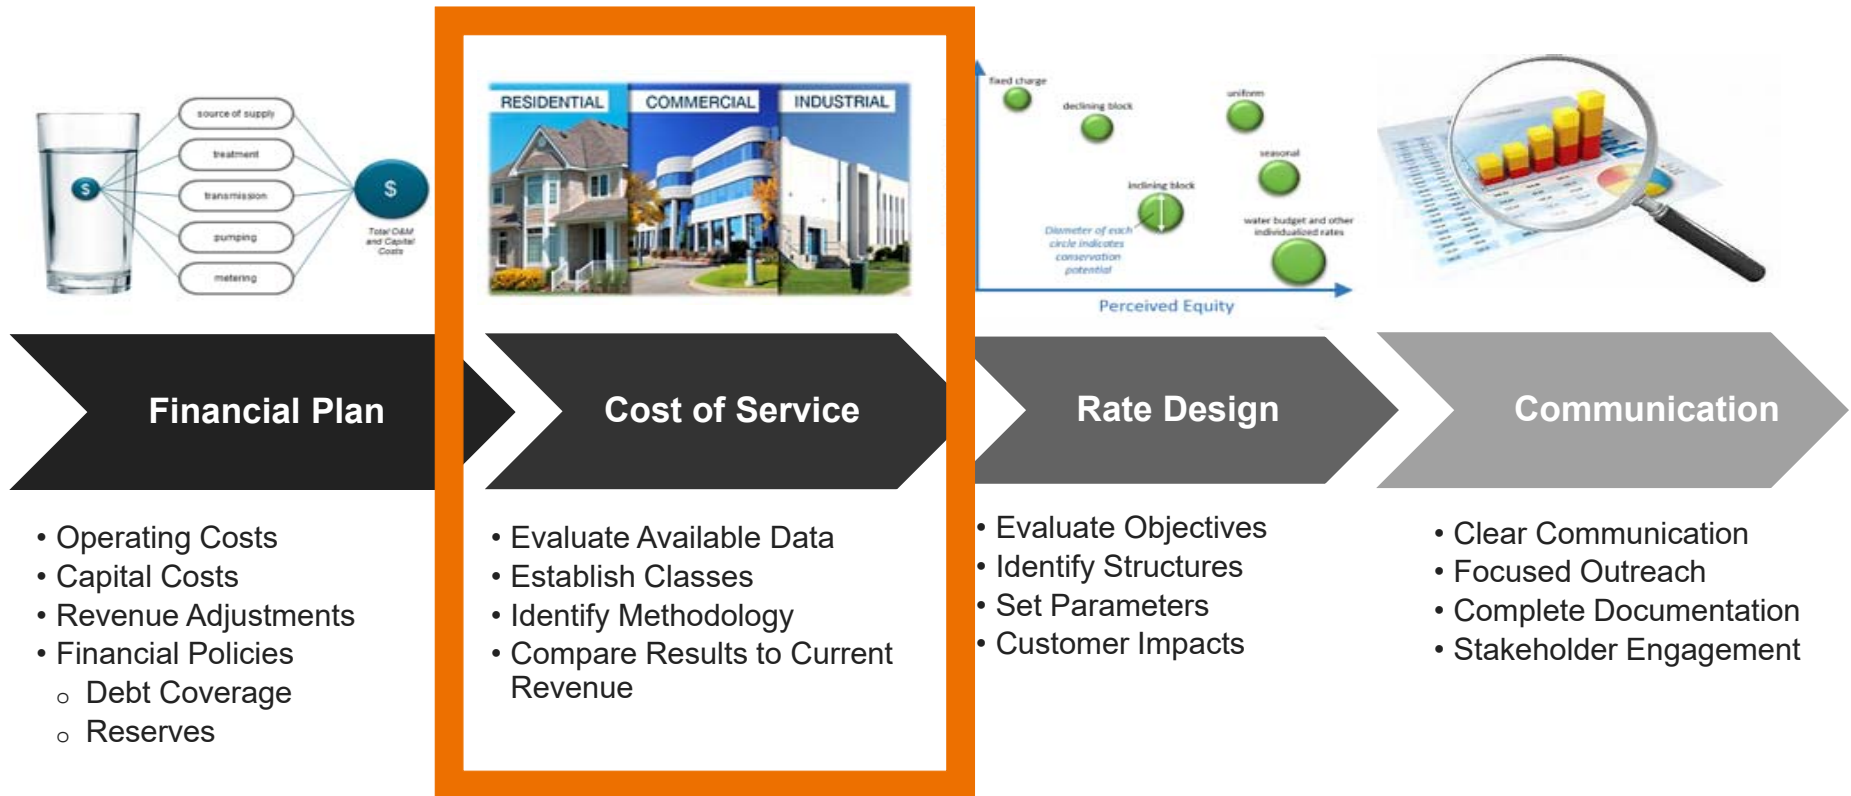 source of supply
treatment
transmission
pumping
metering
$
$
Total O&M
and Capital
Costs
RESIDENTIAL
COMMERCIAL
INDUSTRIAL
fixed charge
declining block
uniform
seasonal
inclining block
Diameter of each
circle indicates
conservation
potential
water budget and other
individualized rates
Perceived Equity
Financial Plan
Cost of Service
Rate Design
Communication
• Operating Costs
• Capital Costs
• Revenue Adjustments
• Financial Policies
o Debt Coverage
o Reserves
• Evaluate Available Data
• Establish Classes
• Identify Methodology
• Compare Results to Current
Revenue
• Evaluate Objectives
• Identify Structures
• Set Parameters
• Customer Impacts
• Clear Communication
• Focused Outreach
• Complete Documentation
• Stakeholder Engagement